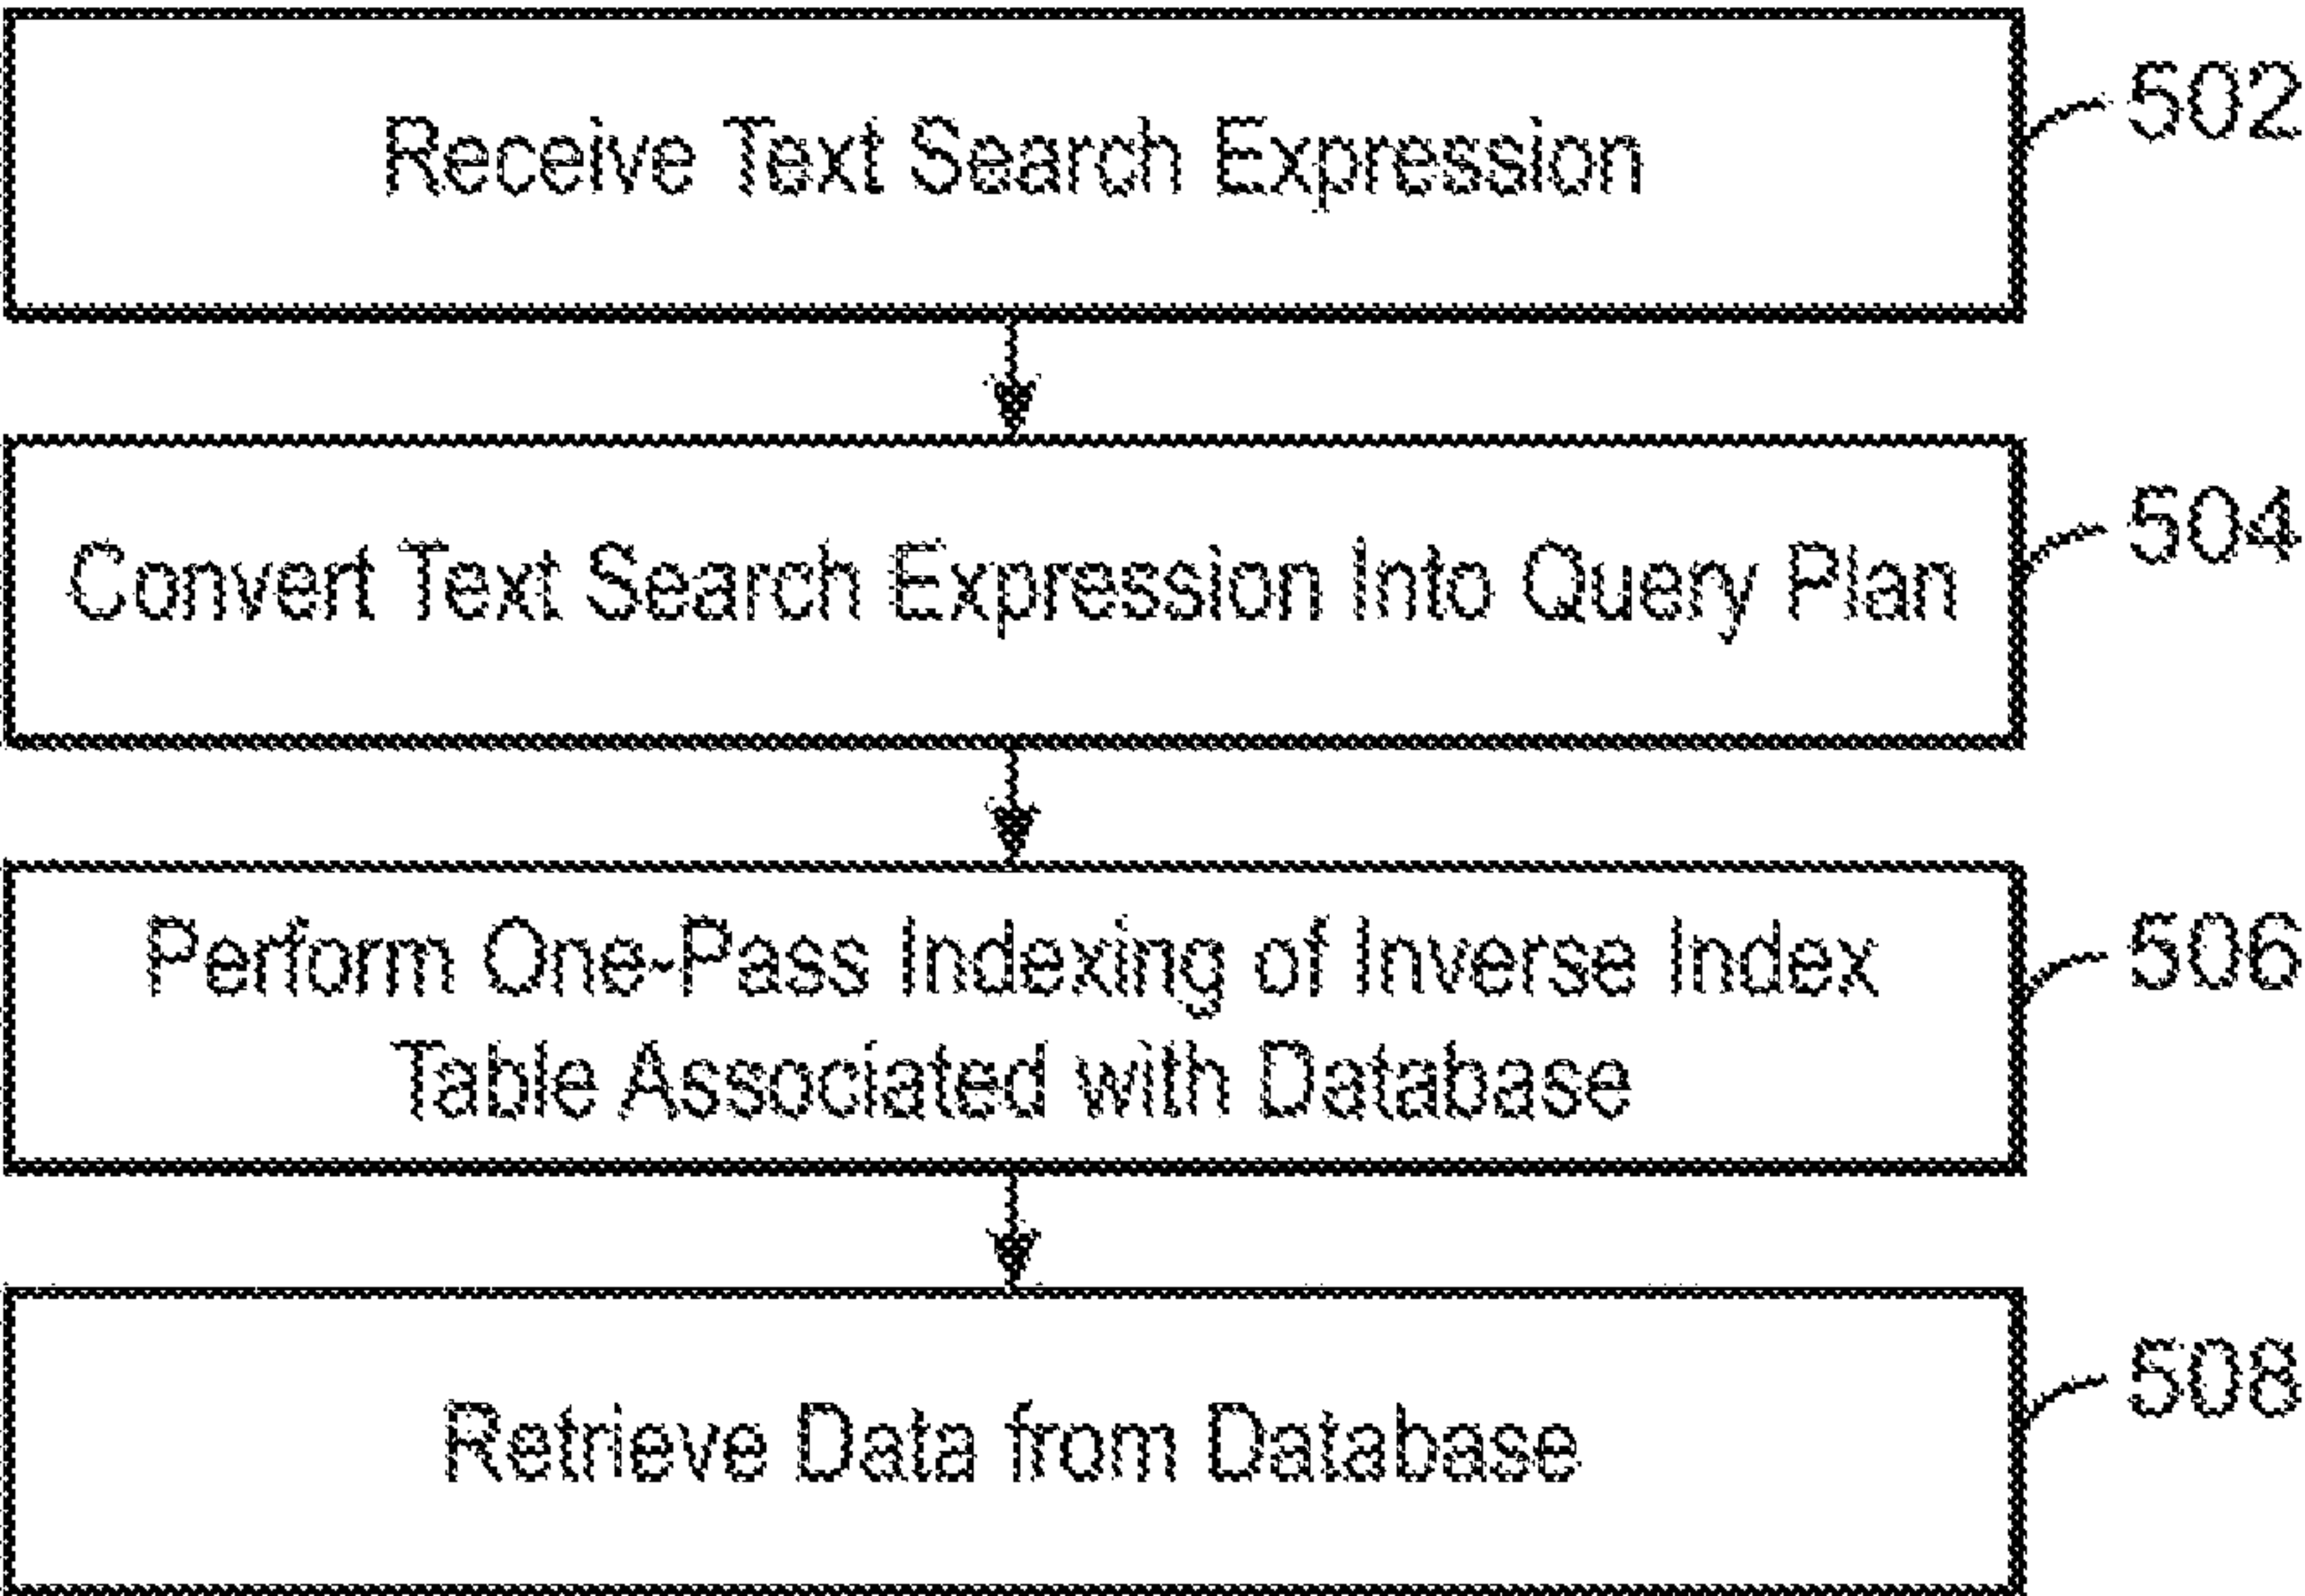 Receive Text Search Expression
502
Convert Text Search Expression Into Query Plan
504
Perform One-Pass Indexing of Inverse Index
Table Associated with Database
506
Retrieve Data from Database
508